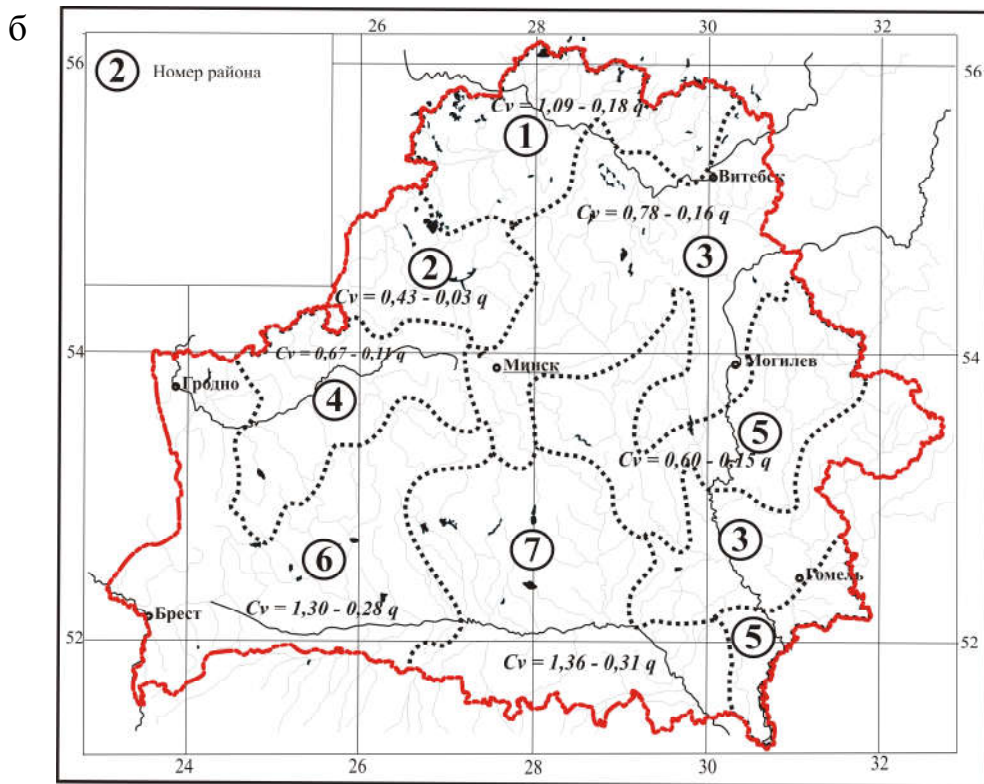 б
26 28 30 32
56 56
2 Номер района
Cv = 1,09 - 0,18 q
1
Витебск
Cv = 0,78 - 0,16 q
2 3
Cv = 0,43 - 0,03 q
54 54
Cv = 0,67 - 0,11 q
Минск Могилев
Гродно
4
5
Cv = 0,60 - 0,15 q
3
6 7
Гомель
Cv = 1,30 - 0,28 q
Брест
52 52
5
Cv = 1,36 - 0,31 q
24 26 28 30 32